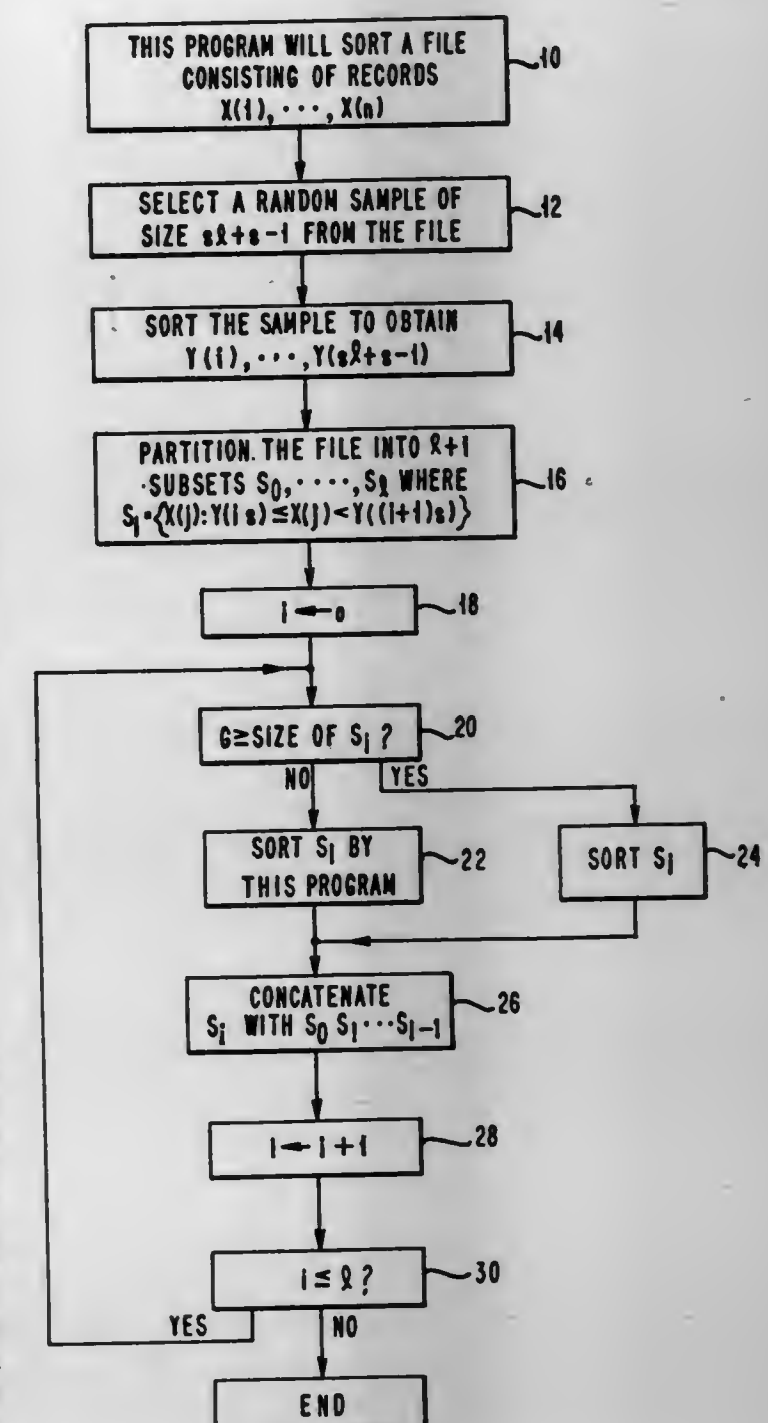 THIS PROGRAM WILL SORT A FILE
CONSISTING OF RECORDS
X(1), ···, X(n)
10
SELECT A RANDOM SAMPLE OF
SIZE sℓ+s-1 FROM THE FILE
12
SORT THE SAMPLE TO OBTAIN
Y(i), ···, Y(sℓ+s-1)
14
PARTITION THE FILE INTO ℓ+1
SUBSETS S0, ····, Sℓ WHERE
Si={X(j):Y(i s)≤X(j)<Y((i+1)s)}
16
i ← o
18
G≥SIZE OF Si ?
20
NO
YES
SORT Si BY
THIS PROGRAM
22
SORT Si
24
CONCATENATE
Si WITH S0 S1 ··· Si-1
26
i ← i + 1
28
i ≤ ℓ ?
30
YES
NO
END